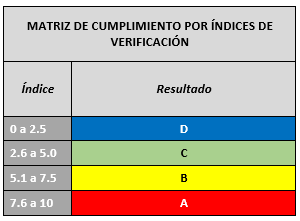 MATRIZ DE CUMPLIMIENTO POR ÍNDICES DE
VERIFICACIÓN
Índice Resultado
0 a 2.5 D
2.6 a 5.0 C
5.1 a 7.5 B
7.6 a 10 A